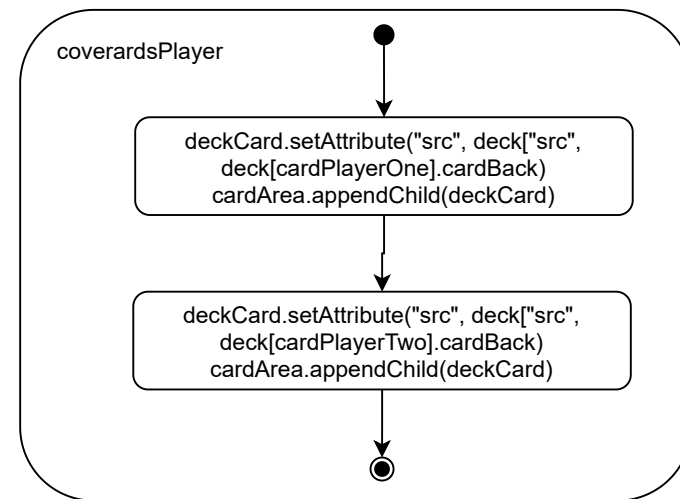 coverardsPlayer
deckCard.setAttribute("src", deck["src",
deck[cardPlayerOne].cardBack)
cardArea.appendChild(deckCard)
deckCard.setAttribute("src", deck["src",
deck[cardPlayerTwo].cardBack)
cardArea.appendChild(deckCard)